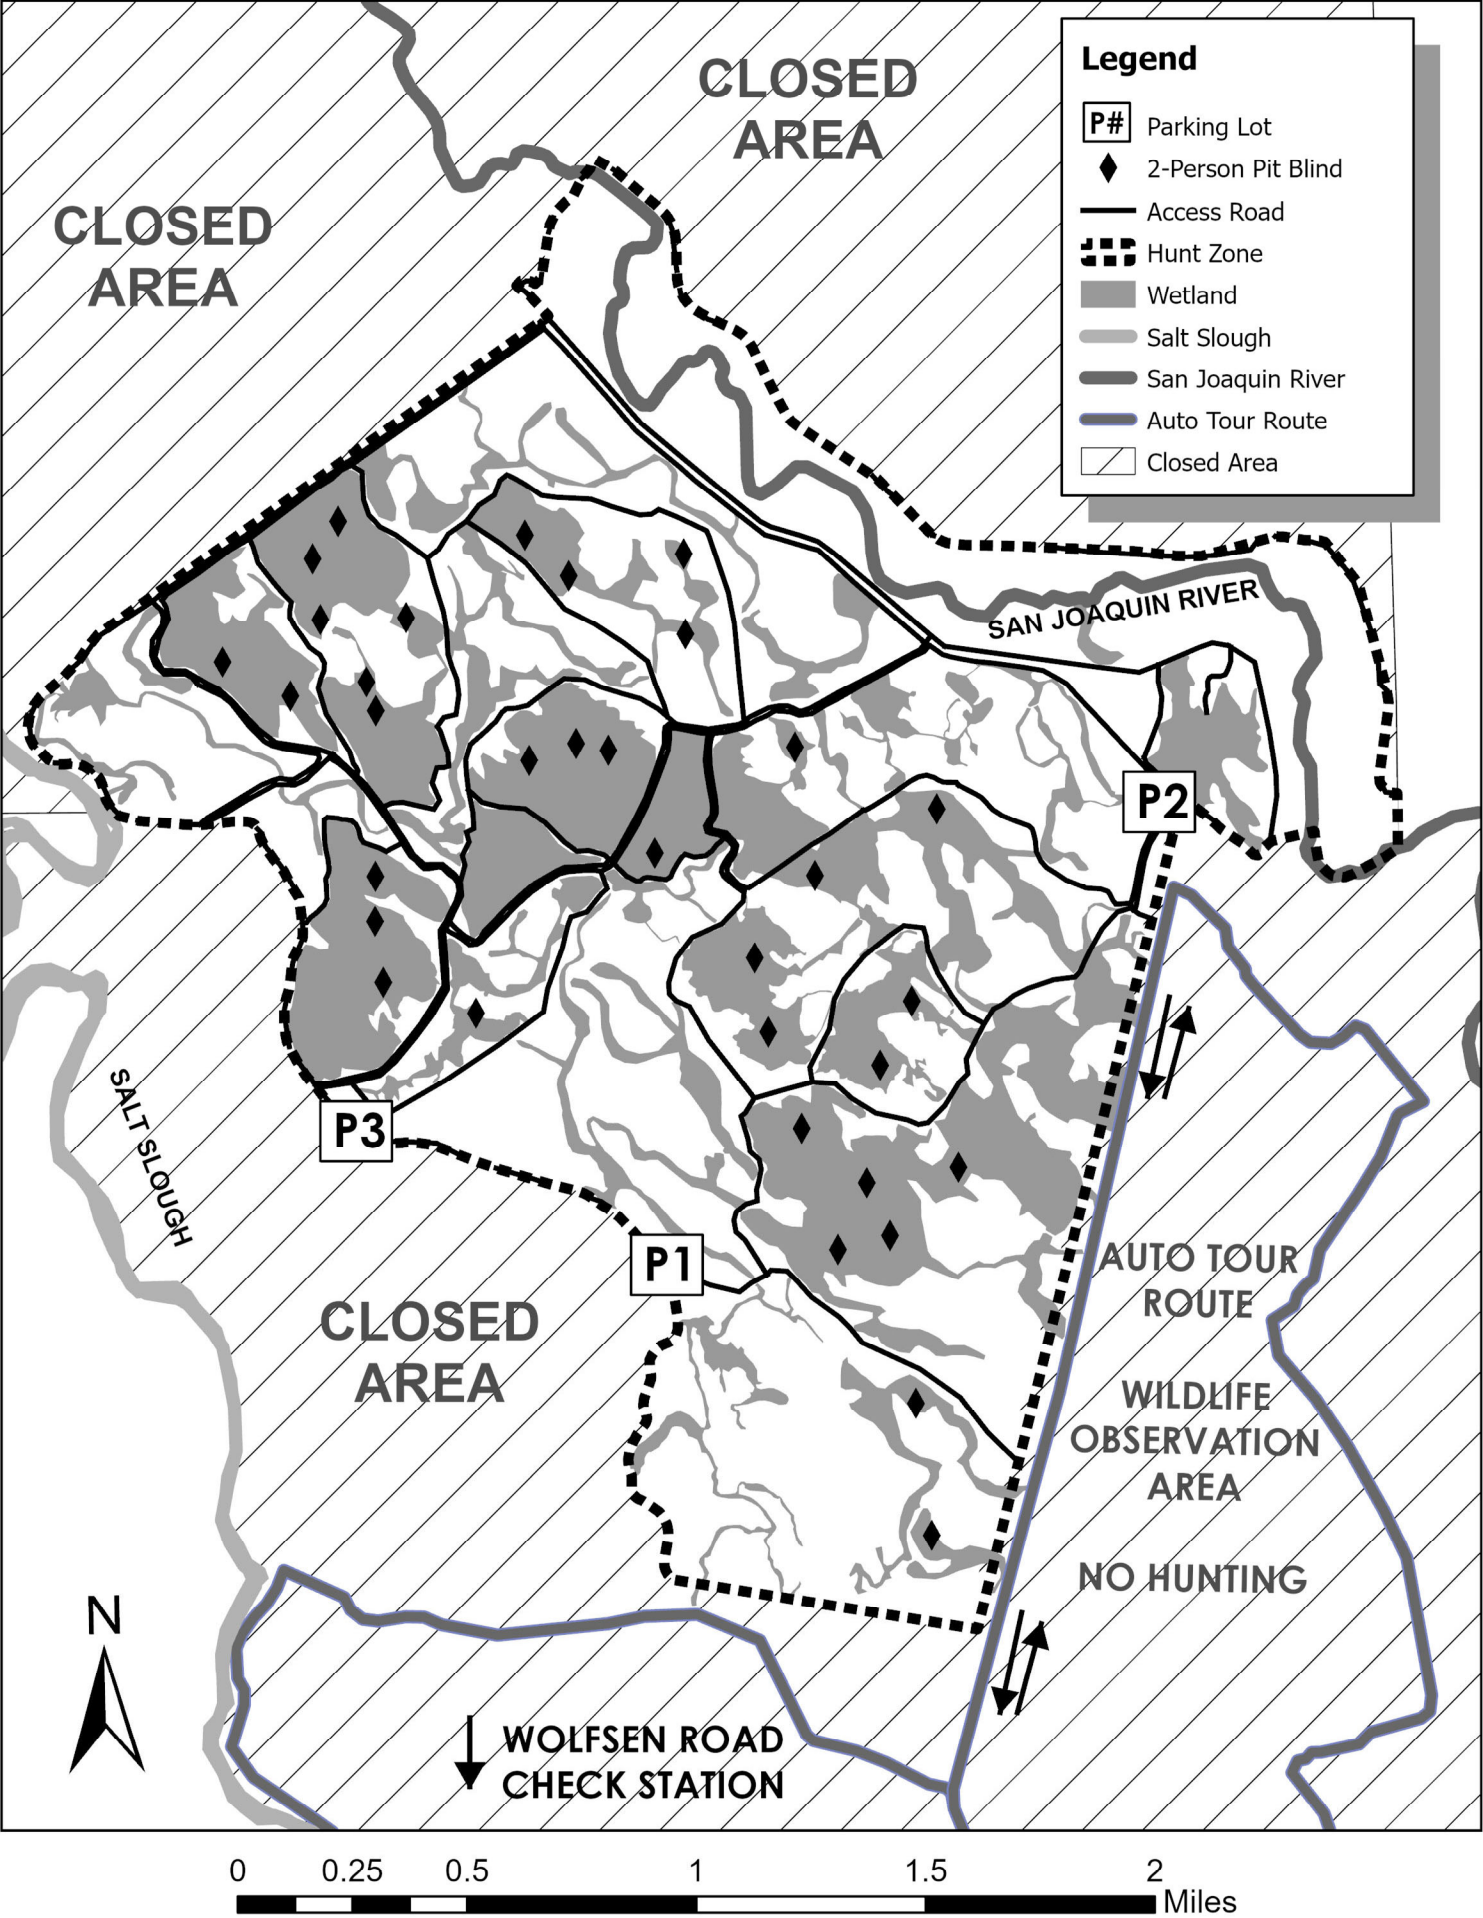 CLOSED
AREA
CLOSED
AREA
Legend
P# Parking Lot
2-Person Pit Blind
Access Road
Hunt Zone
Wetland
Salt Slough
San Joaquin River
Auto Tour Route
Closed Area
SAN JOAQUIN RIVER
P2
P3
SALT SLOUGH
P1
CLOSED
AREA
AUTO TOUR
ROUTE
WILDLIFE
OBSERVATION
AREA
NO HUNTING
N
WOLFSEN ROAD
CHECK STATION
0 0.25 0.5 1 1.5 2
Miles